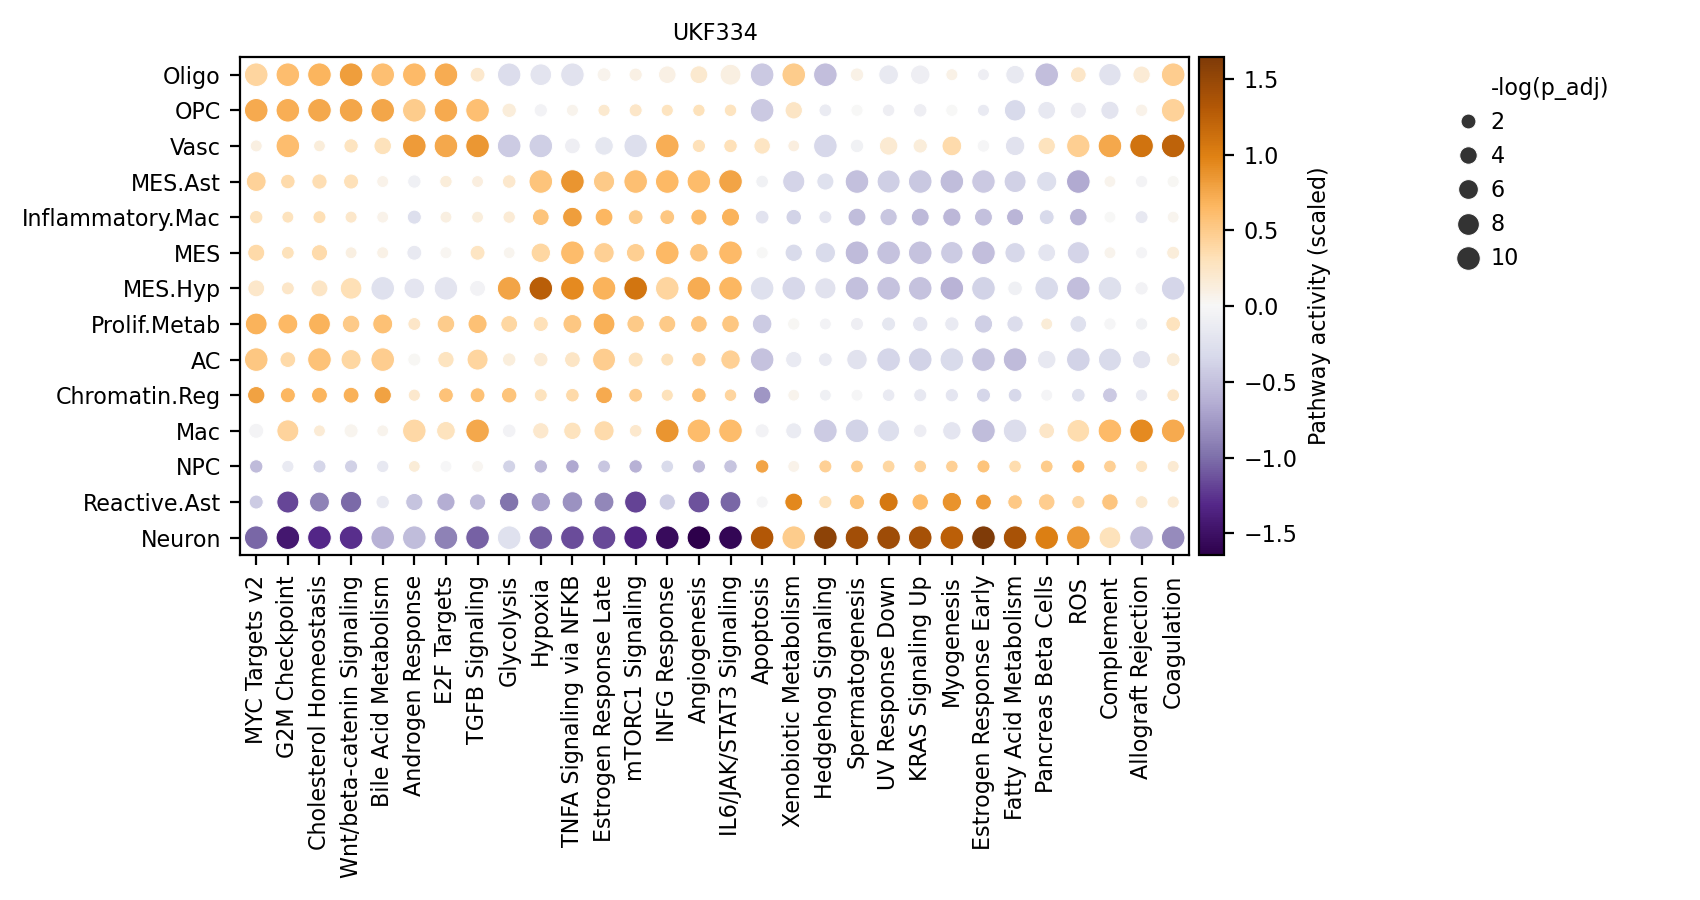 UKF334
Oligo
OPC
Vasc
MES.Ast
Inflammatory.Mac
MES
MES.Hyp
Prolif.Metab
AC
Chromatin.Reg
Mac
NPC
Reactive.Ast
Neuron
MYC Targets v2
G2M Checkpoint
Cholesterol Homeostasis
Wnt/beta-catenin Signaling
Bile Acid Metabolism
Androgen Response
E2F Targets
TGFB Signaling
Glycolysis
Hypoxia
TNFA Signaling via NFKB
Estrogen Response Late
mTORC1 Signaling
INFG Response
Angiogenesis
IL6/JAK/STAT3 Signaling
Apoptosis
Xenobiotic Metabolism
Hedgehog Signaling
Spermatogenesis
UV Response Down
KRAS Signaling Up
Myogenesis
Estrogen Response Early
Fatty Acid Metabolism
Pancreas Beta Cells
ROS
Complement
Allograft Rejection
Coagulation
1.5
1.0
0.5
0.0
−0.5
−1.0
−1.5
Pathway activity (scaled)
-log(p_adj)
2
4
6
8
10